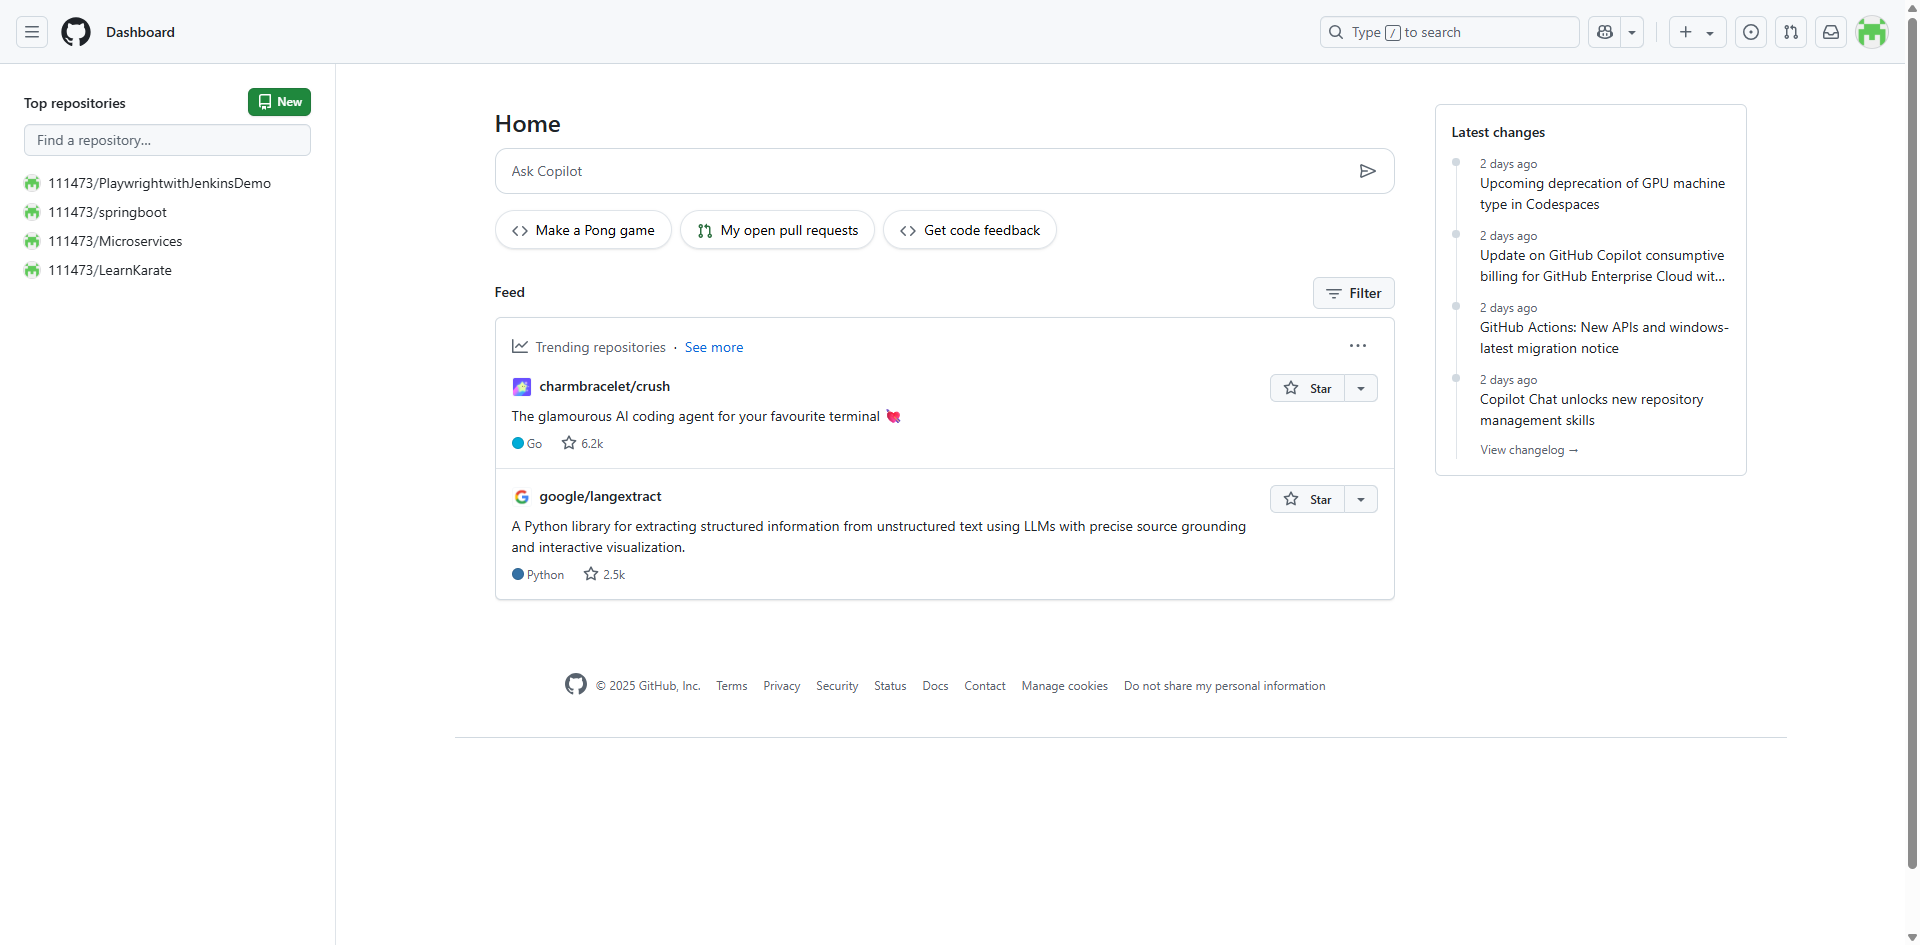 Dashboard
Type / to search
Top repositories
New
Find a repository...
111473/PlaywrightwithJenkinsDemo
111473/springboot
111473/Microservices
111473/LearnKarate
Home
Ask Copilot
Make a Pong game
My open pull requests
Get code feedback
Feed
Filter
Trending repositories · See more
charmbracelet/crush
Star
The glamourous AI coding agent for your favourite terminal 💘
Go
6.2k
google/langextract
Star
A Python library for extracting structured information from unstructured text using LLMs with precise source grounding
and interactive visualization.
Python
2.5k
Latest changes
2 days ago
Upcoming deprecation of GPU machine
type in Codespaces
2 days ago
Update on GitHub Copilot consumptive
billing for GitHub Enterprise Cloud wit...
2 days ago
GitHub Actions: New APIs and windows-
latest migration notice
2 days ago
Copilot Chat unlocks new repository
management skills
View changelog →
© 2025 GitHub, Inc.
Terms
Privacy
Security
Status
Docs
Contact
Manage cookies
Do not share my personal information